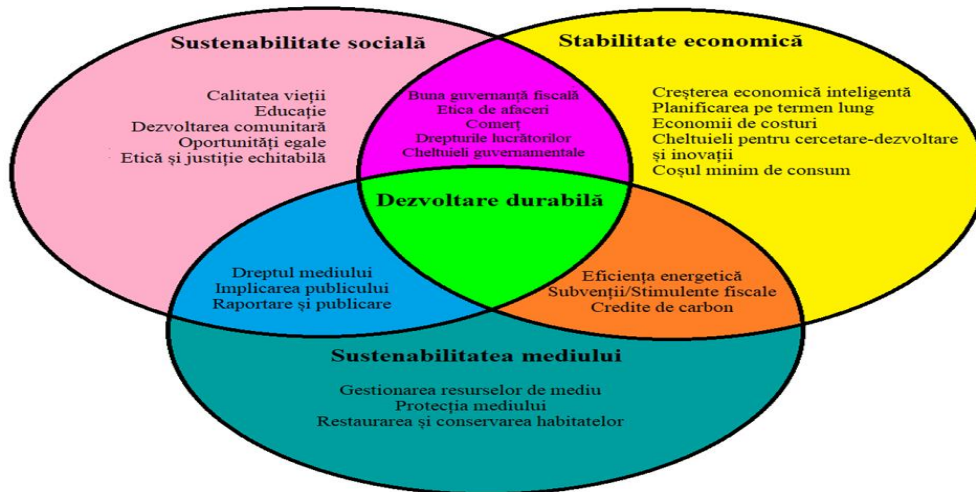 Sustenabilitate socială
Calitatea vieții
Educație
Dezvoltarea comunitară
Oportunități egale
Etică și justiție echitabilă
Buna guvernanță fiscală
Etica de afaceri
Comerț
Drepturile lucrătorilor
Cheltuieli guvernamentale
Stabilitate economică
Creșterea economică inteligentă
Planificarea pe termen lung
Economii de costuri
Cheltuieli pentru cercetare-dezvoltare
și inovații
Coșul minim de consum
Dezvoltare durabilă
Dreptul mediului
Implicarea publicului
Raportare și publicare
Eficiența energetică
Subvenții/Stimulente fiscale
Credite de carbon
Sustenabilitatea mediului
Gestionarea resurselor de mediu
Protecția mediului
Restaurarea și conservarea habitatelor